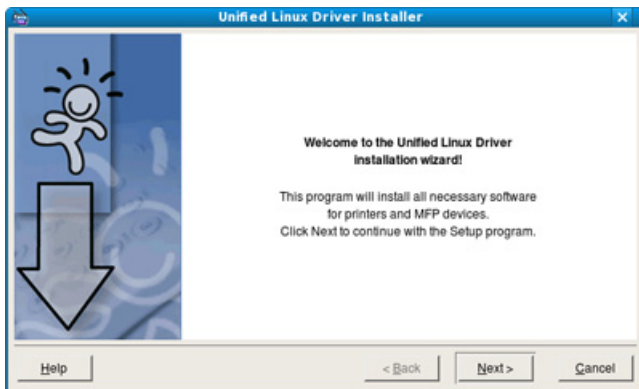 Unified Linux Driver Installer
Welcome to the Unified Linux Driver
installation wizard!
This program will install all necessary software
for printers and MFP devices.
Click Next to continue with the Setup program.
Help
< Back
Next >
Cancel